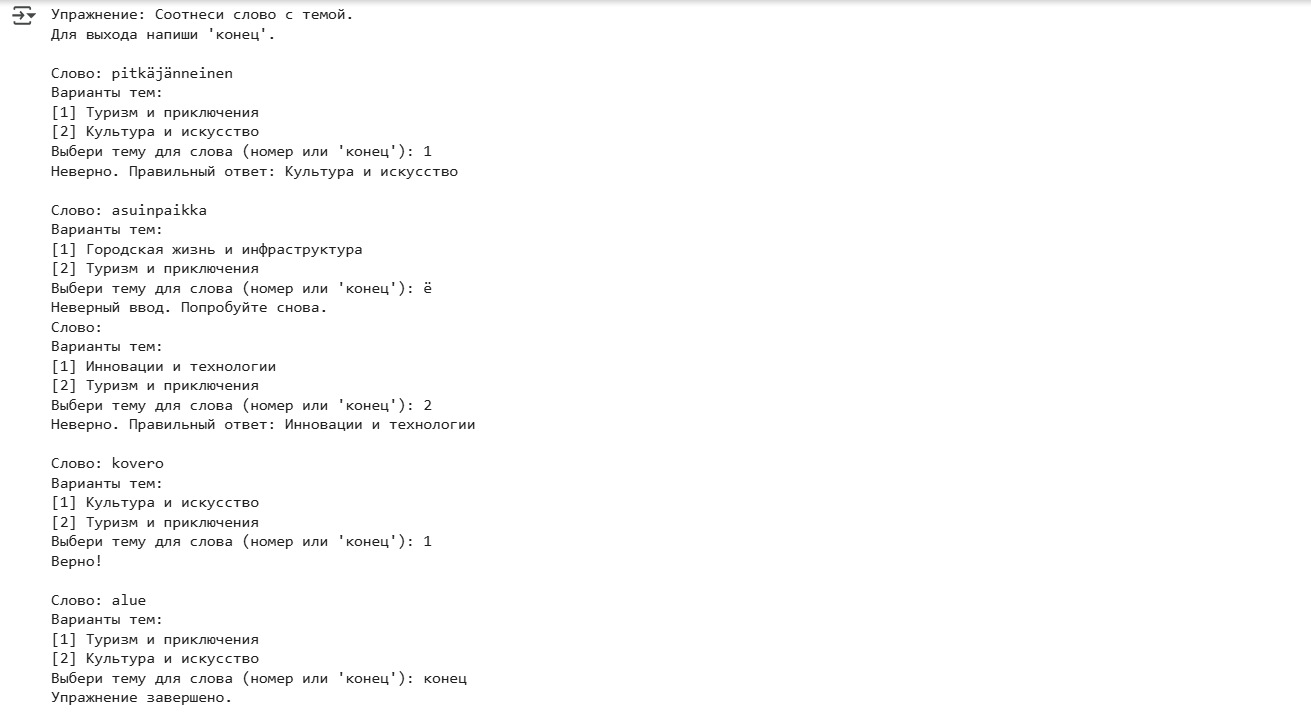 Упражнение: Соотнеси слово с темой.
Для выхода напиши 'конец'.
Слово: pitkäjänneinen
Варианты тем:
[1] Туризм и приключения
[2] Культура и искусство
Выбери тему для слова (номер или 'конец'): 1
Неверно. Правильный ответ: Культура и искусство
Слово: asuinpaikka
Варианты тем:
[1] Городская жизнь и инфраструктура
[2] Туризм и приключения
Выбери тему для слова (номер или 'конец'): ё
Неверный ввод. Попробуйте снова.
Слово:
Варианты тем:
[1] Инновации и технологии
[2] Туризм и приключения
Выбери тему для слова (номер или 'конец'): 2
Неверно. Правильный ответ: Инновации и технологии
Слово: kovero
Варианты тем:
[1] Культура и искусство
[2] Туризм и приключения
Выбери тему для слова (номер или 'конец'): 1
Верно!
Слово: alue
Варианты тем:
[1] Туризм и приключения
[2] Культура и искусство
Выбери тему для слова (номер или 'конец'): конец
Упражнение завершено.